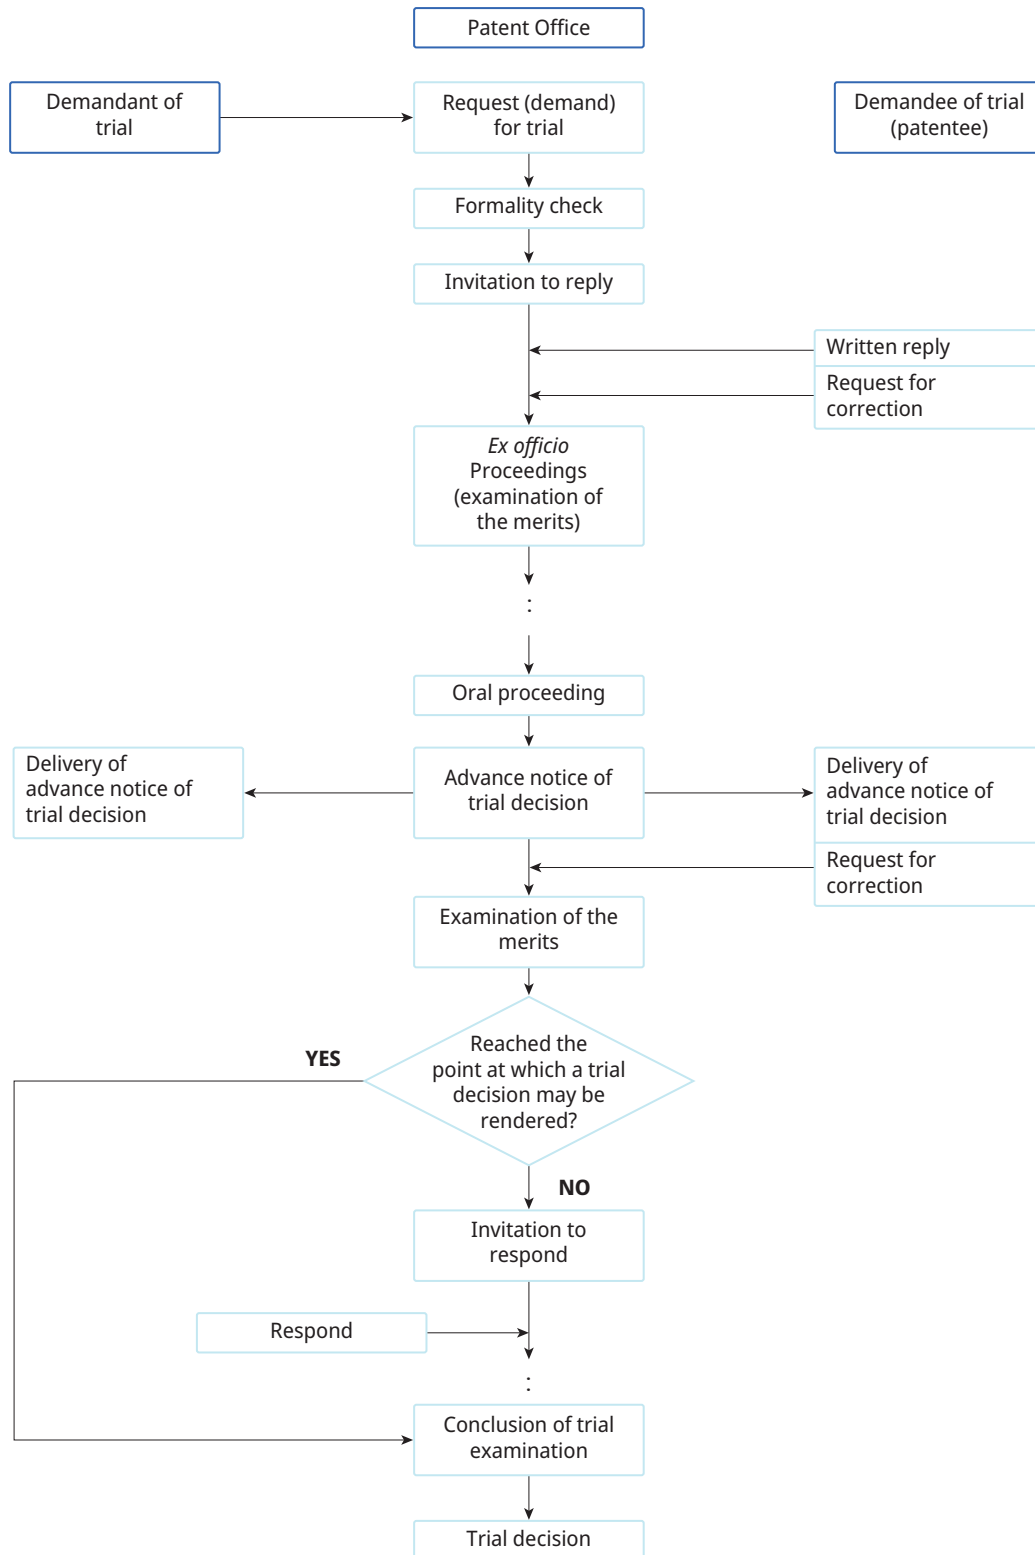 Patent Office
Demandant of
trial
Request (demand)
for trial
Demandee of trial
(patentee)
Formality check
Invitation to reply
Written reply
Request for
correction
Ex officio
Proceedings
(examination of
the merits)
:
Oral proceeding
Delivery of
advance notice of
trial decision
Advance notice of
trial decision
Delivery of
advance notice of
trial decision
Request for
correction
Examination of the
merits
Reached the
point at which a trial
decision may be
rendered?
YES
NO
Invitation to
respond
Respond
:
Conclusion of trial
examination
Trial decision